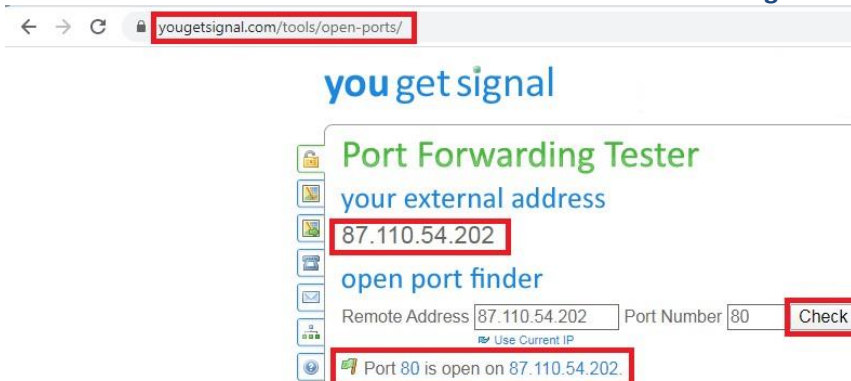 yougetsignal.com/tools/open-ports/
you get signal
Port Forwarding Tester
your external address
87.110.54.202
open port finder
Remote Address 87.110.54.202 Port Number 80 Check
Use Current IP
Port 80 is open on 87.110.54.202.